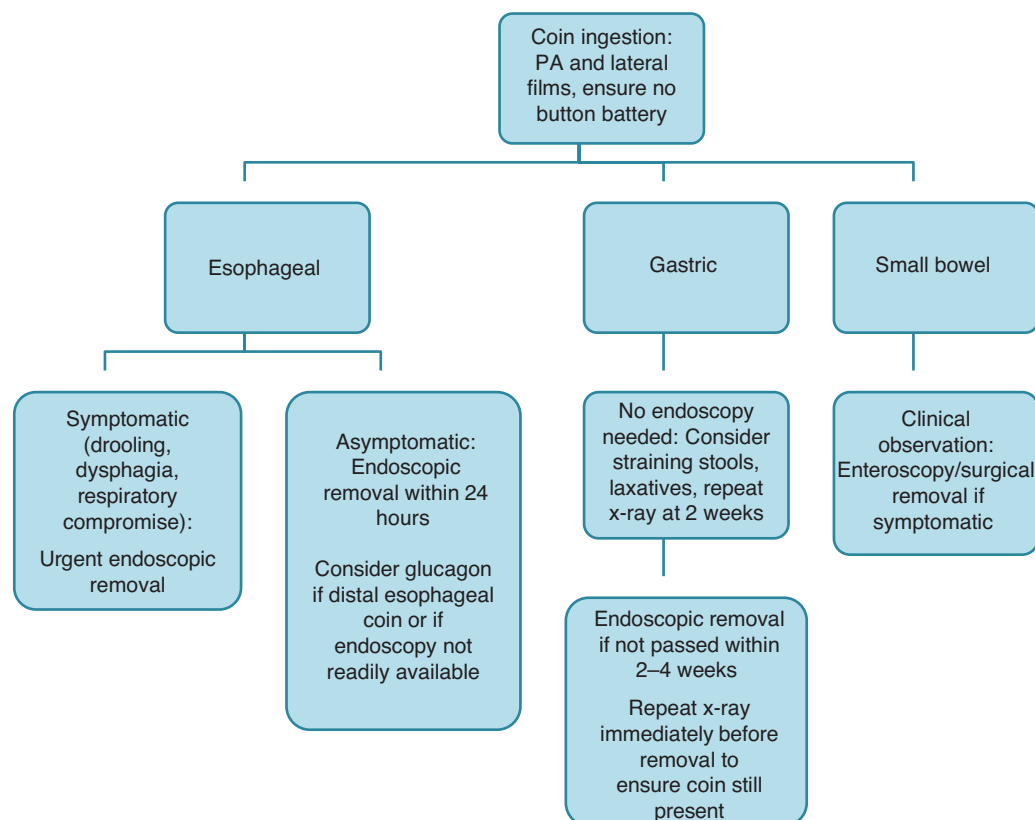 Coin ingestion:
PA and lateral
films, ensure no
button battery
Esophageal
Gastric
Small bowel
Symptomatic
(drooling,
dysphagia,
respiratory
compromise):
Urgent endoscopic
removal
Asymptomatic:
Endoscopic
removal within 24
hours
Consider glucagon
if distal esophageal
coin or if
endoscopy not
readily available
No endoscopy
needed: Consider
straining stools,
laxatives, repeat
x-ray at 2 weeks
Clinical
observation:
Enteroscopy/surgical
removal if
symptomatic
Endoscopic removal
if not passed within
2–4 weeks
Repeat x-ray
immediately before
removal to
ensure coin still
present